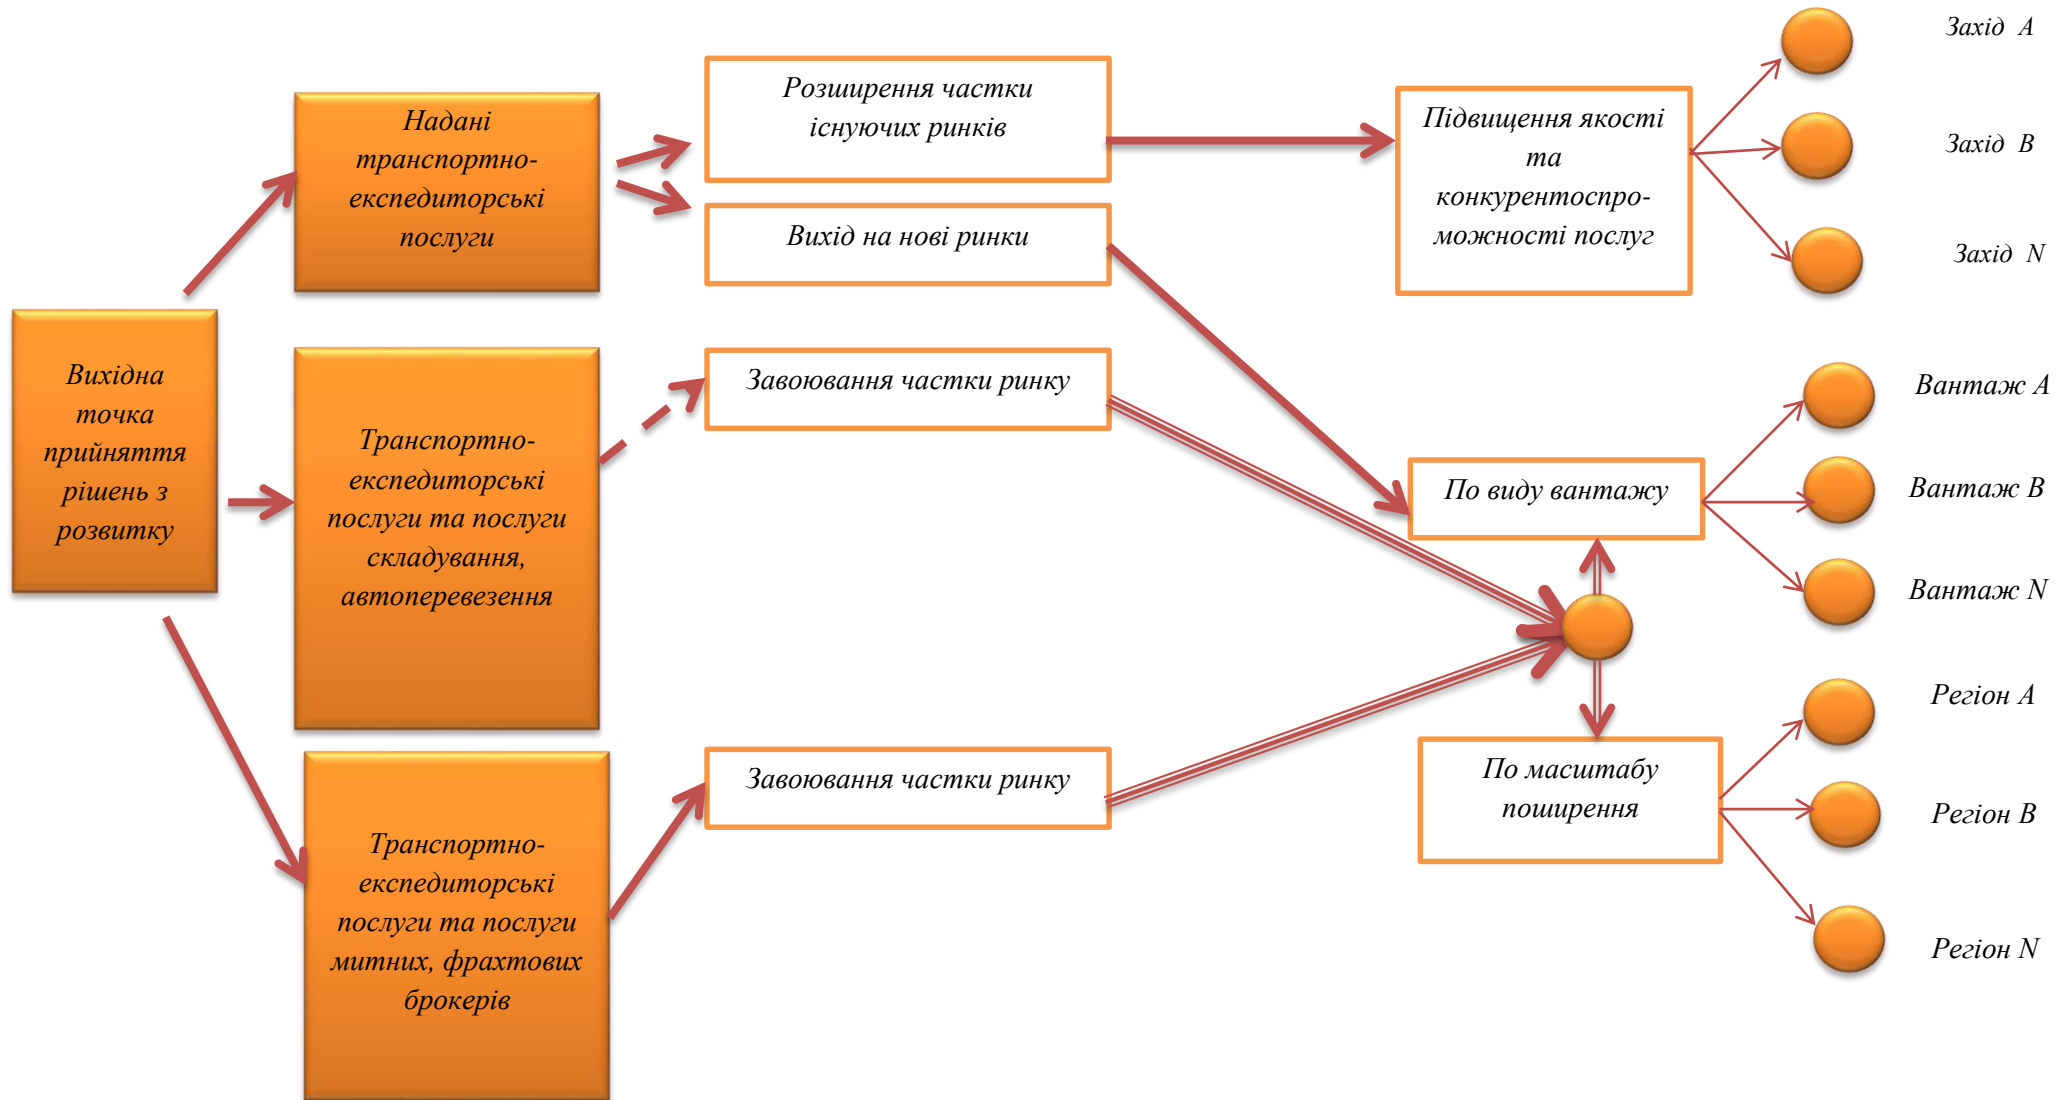 Вихідна
точка
прийняття
рішень з
розвитку
Надані
транспортно-
експедиторські
послуги
Транспортно-
експедиторські
послуги та послуги
складування,
автоперевезення
Транспортно-
експедиторські
послуги та послуги
митних, фрахтових
брокерів
Розширення частки
існуючих ринків
Вихід на нові ринки
Завоювання частки ринку
Завоювання частки ринку
Підвищення якості
та
конкурентоспро-
можності послуг
По виду вантажу
По масштабу
поширення
Захід A
Захід B
Захід N
Вантаж A
Вантаж B
Вантаж N
Регіон A
Регіон B
Регіон N